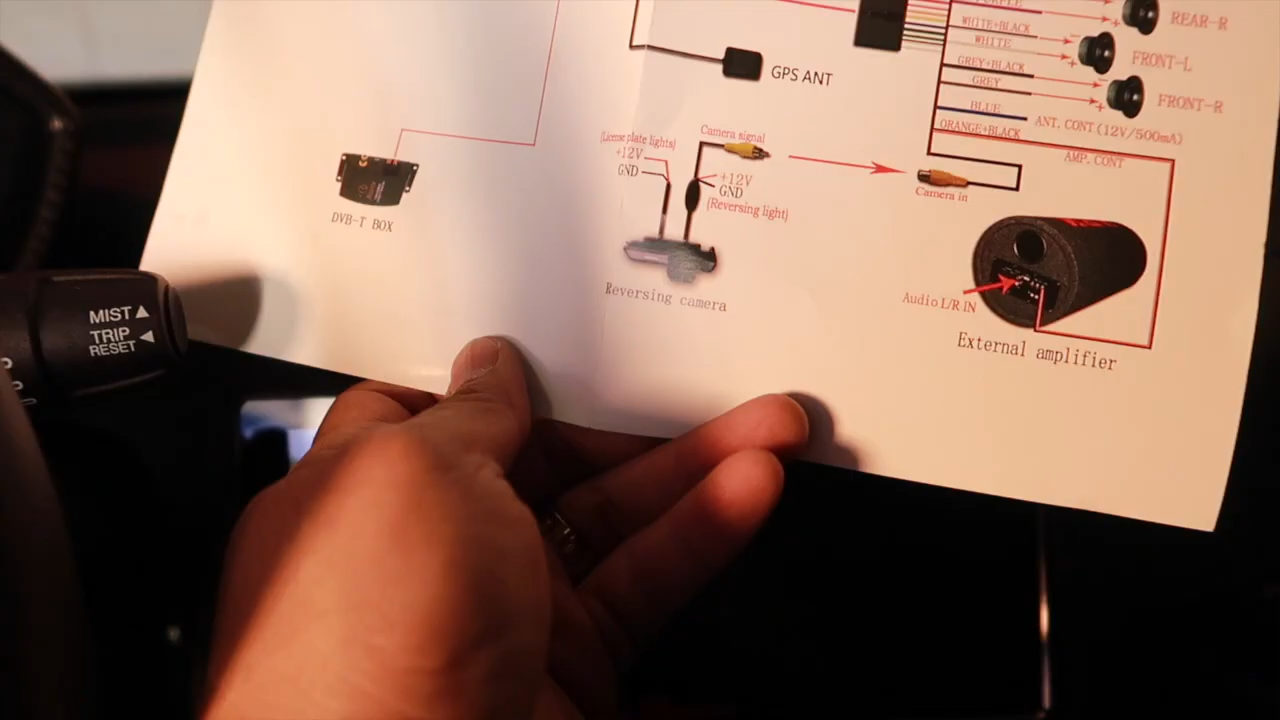 PURPLE
REAR-R
WHITE+BLACK
WHITE
FRONT-L
GREY+BLACK
GREY
FRONT-R
BLUE
ANT. CONT (12V/500mA)
ORANGE+BLACK
AMP. CONT
GPS ANT
(License plate lights)
+12V
GND
Camera signal
+12V
GND
(Reversing light)
Camera in
DVB-T BOX
Reversing camera
Audio L/R IN
External amplifier
MIST
TRIP
RESET